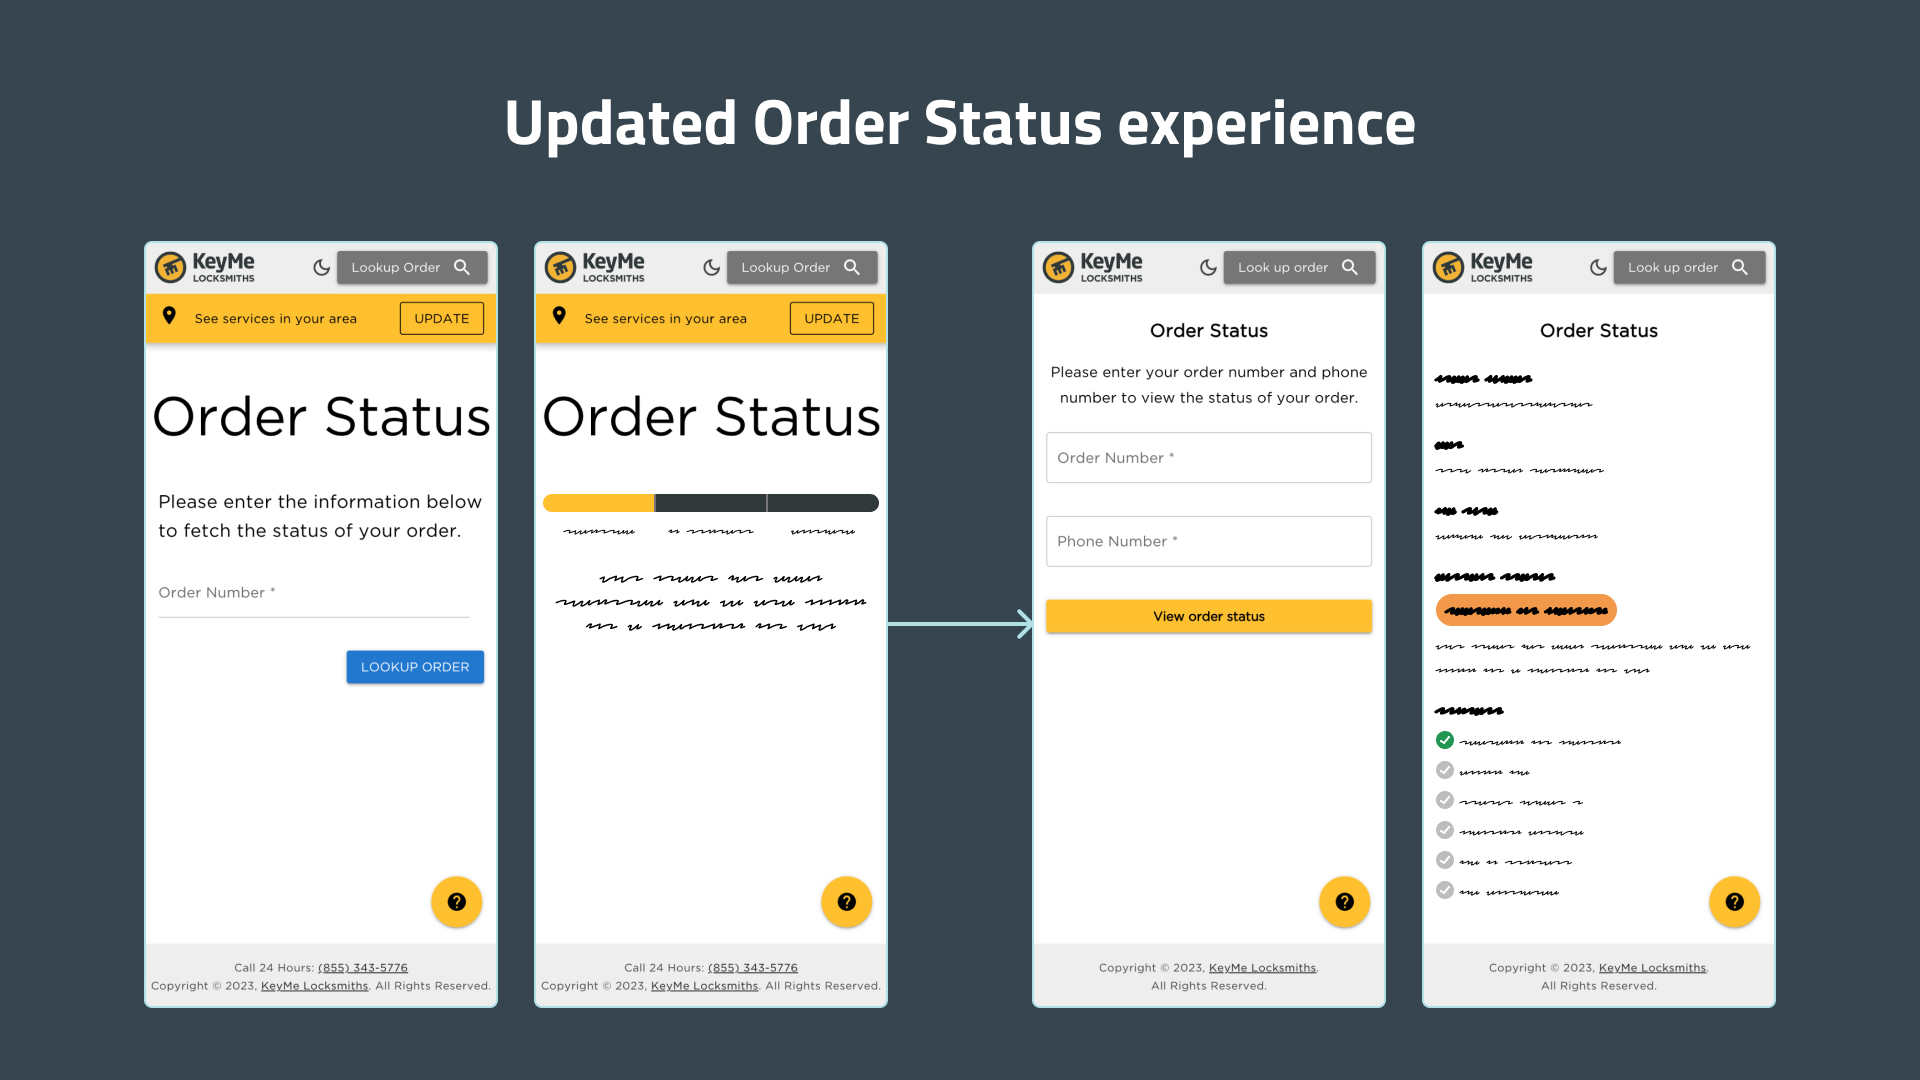 Updated Order Status experience
KeyMe
LOCKSMITHS
Lookup Order
See services in your area
UPDATE
Order Status
Please enter the information below
to fetch the status of your order.
Order Number *
LOOKUP ORDER
Call 24 Hours: (855) 343-5776
Copyright © 2023, KeyMe Locksmiths. All Rights Reserved.
KeyMe
LOCKSMITHS
Lookup Order
See services in your area
UPDATE
Order Status
Call 24 Hours: (855) 343-5776
Copyright © 2023, KeyMe Locksmiths. All Rights Reserved.
KeyMe
LOCKSMITHS
Look up order
Order Status
Please enter your order number and phone
number to view the status of your order.
Order Number *
Phone Number *
View order status
Copyright © 2023, KeyMe Locksmiths.
All Rights Reserved.
KeyMe
LOCKSMITHS
Look up order
Order Status
Copyright © 2023, KeyMe Locksmiths.
All Rights Reserved.